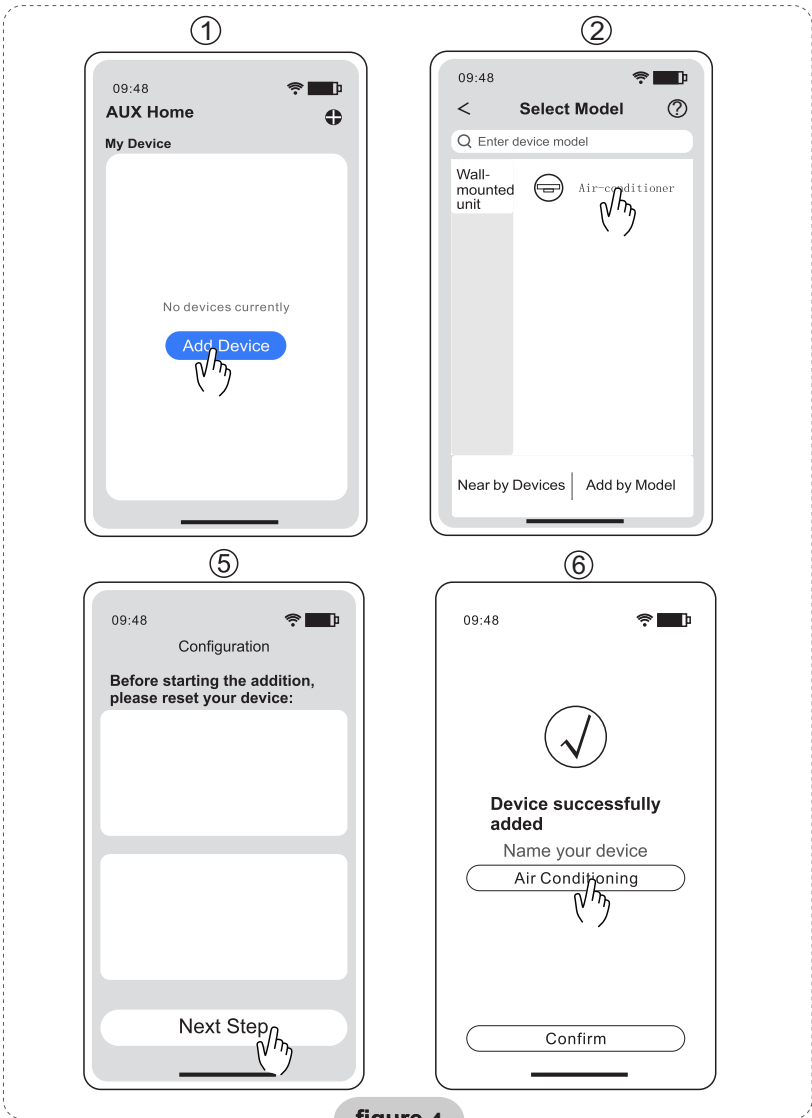 ①
09:48
AUX Home
My Device
No devices currently
Add Device
②
09:48
< Select Model ?
Enter device model
Wall-
mounted
unit
Air-conditioner
Near by Devices
Add by Model
⑤
09:48
Configuration
Before starting the addition,
please reset your device:
Next Step
⑥
09:48
Device successfully
added
Name your device
Air Conditioning
Confirm
figure 4